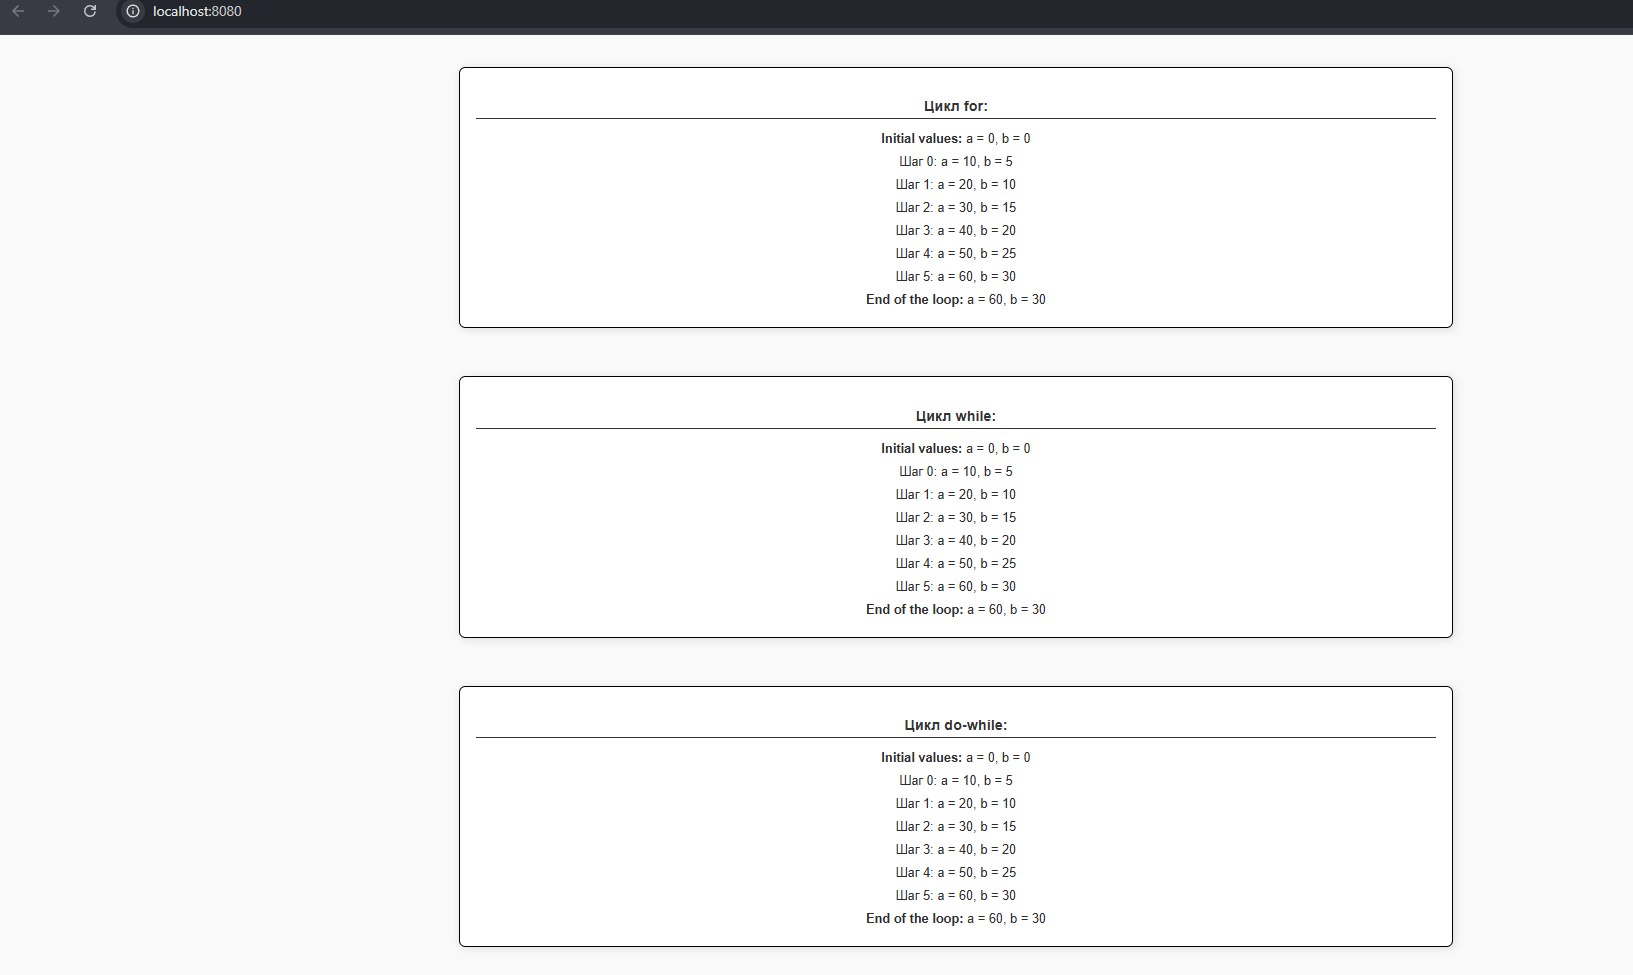 localhost:8080
Цикл for:
Initial values: a = 0, b = 0
Шаг 0: a = 10, b = 5
Шаг 1: a = 20, b = 10
Шаг 2: a = 30, b = 15
Шаг 3: a = 40, b = 20
Шаг 4: a = 50, b = 25
Шаг 5: a = 60, b = 30
End of the loop: a = 60, b = 30
Цикл while:
Initial values: a = 0, b = 0
Шаг 0: a = 10, b = 5
Шаг 1: a = 20, b = 10
Шаг 2: a = 30, b = 15
Шаг 3: a = 40, b = 20
Шаг 4: a = 50, b = 25
Шаг 5: a = 60, b = 30
End of the loop: a = 60, b = 30
Цикл do-while:
Initial values: a = 0, b = 0
Шаг 0: a = 10, b = 5
Шаг 1: a = 20, b = 10
Шаг 2: a = 30, b = 15
Шаг 3: a = 40, b = 20
Шаг 4: a = 50, b = 25
Шаг 5: a = 60, b = 30
End of the loop: a = 60, b = 30